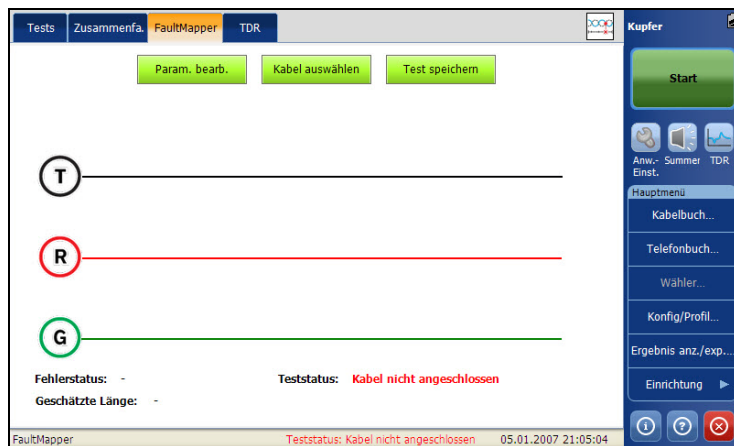 Tests
Zusammenfa.
FaultMapper
TDR
Param. bearb.
Kabel auswählen
Test speichern
T
R
G
Fehlerstatus: -
Teststatus: Kabel nicht angeschlossen
Geschätzte Länge: -
FaultMapper
Teststatus: Kabel nicht angeschlossen
05.01.2007 21:05:04
Kupfer
Start
Anw.-
Einst.
Summer
TDR
Hauptmenü
Kabelbuch...
Telefonbuch...
Wähler...
Konfig/Profil...
Ergebnis anz./exp...
Einrichtung